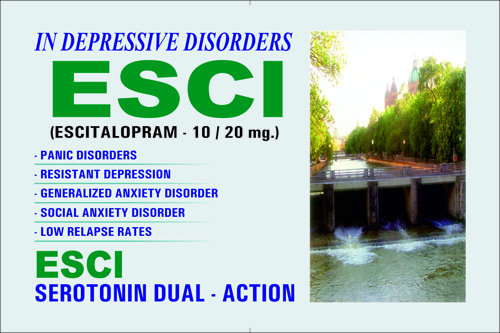 IN DEPRESSIVE DISORDERS
ESCI
(ESCITALOPRAM - 10 / 20 mg.)
· PANIC DISORDERS
· RESISTANT DEPRESSION
· GENERALIZED ANXIETY DISORDER
· SOCIAL ANXIETY DISORDER
· LOW RELAPSE RATES
ESCI
SEROTONIN DUAL - ACTION